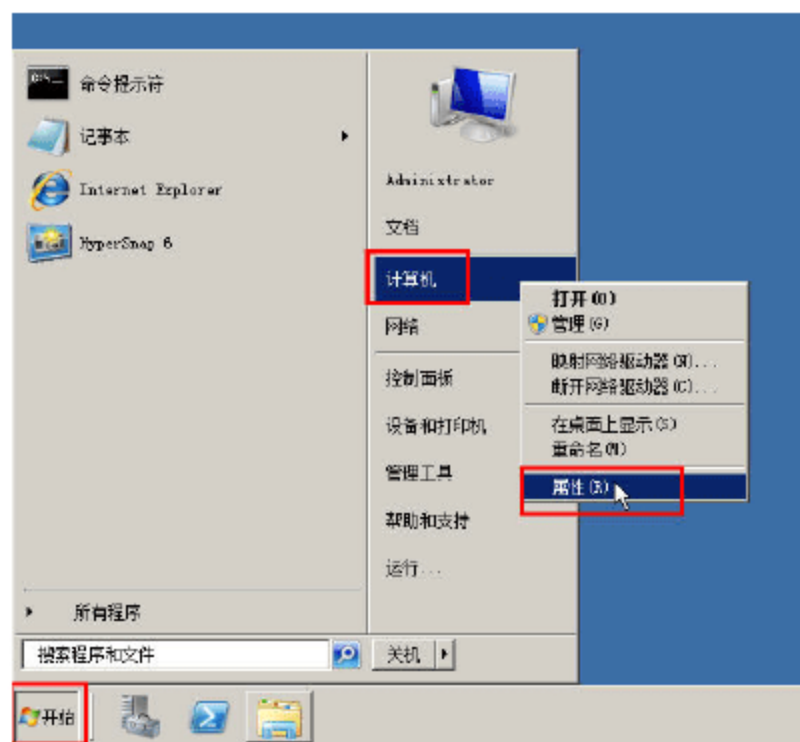 命令提示符
记事本
Internet Explorer
HyperSnap 6
Administrator
文档
计算机
网络
控制面板
设备和打印机
管理工具
帮助和支持
运行...
打开(O)
管理(G)
映射网络驱动器(N)...
断开网络驱动器(C)...
在桌面上显示(S)
重命名(M)
属性(R)
所有程序
搜索程序和文件
关机
开始